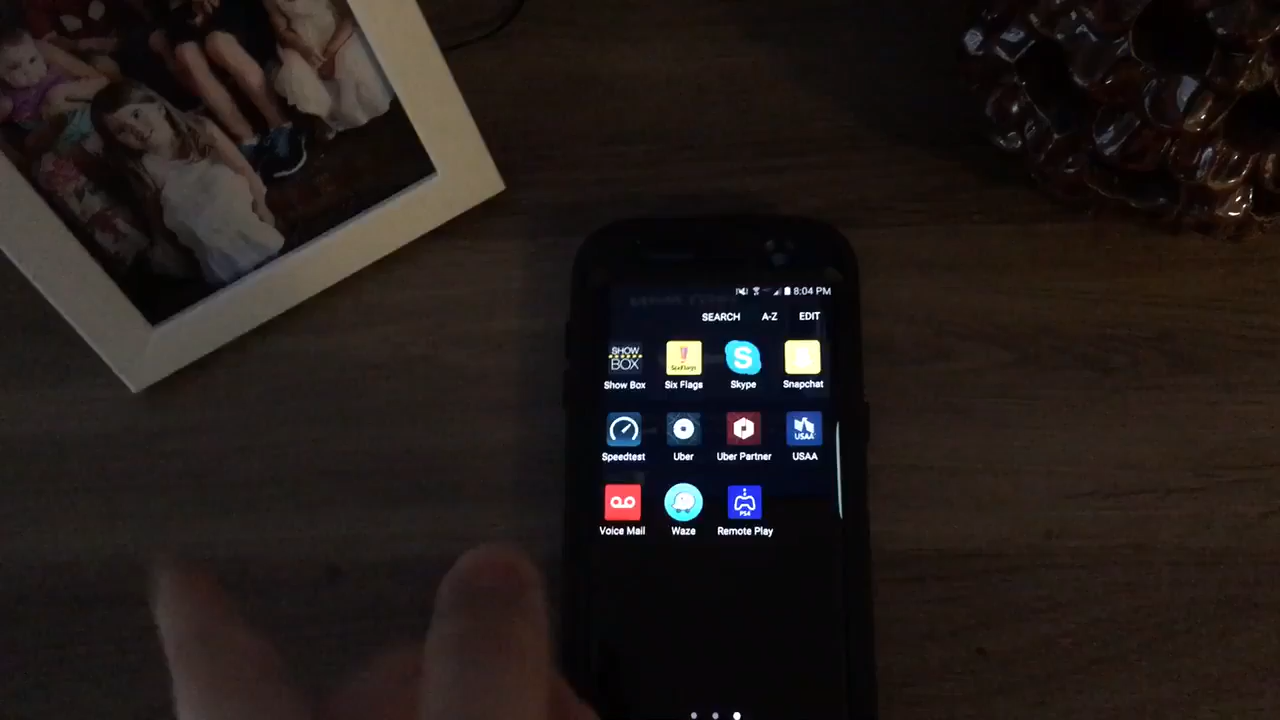 8:04 PM
SEARCH A-Z EDIT
SHOW
BOX
SixFlags
Show Box Six Flags Skype Snapchat
USAA
Speedtest Uber Uber Partner USAA
PS4
Voice Mail Waze Remote Play